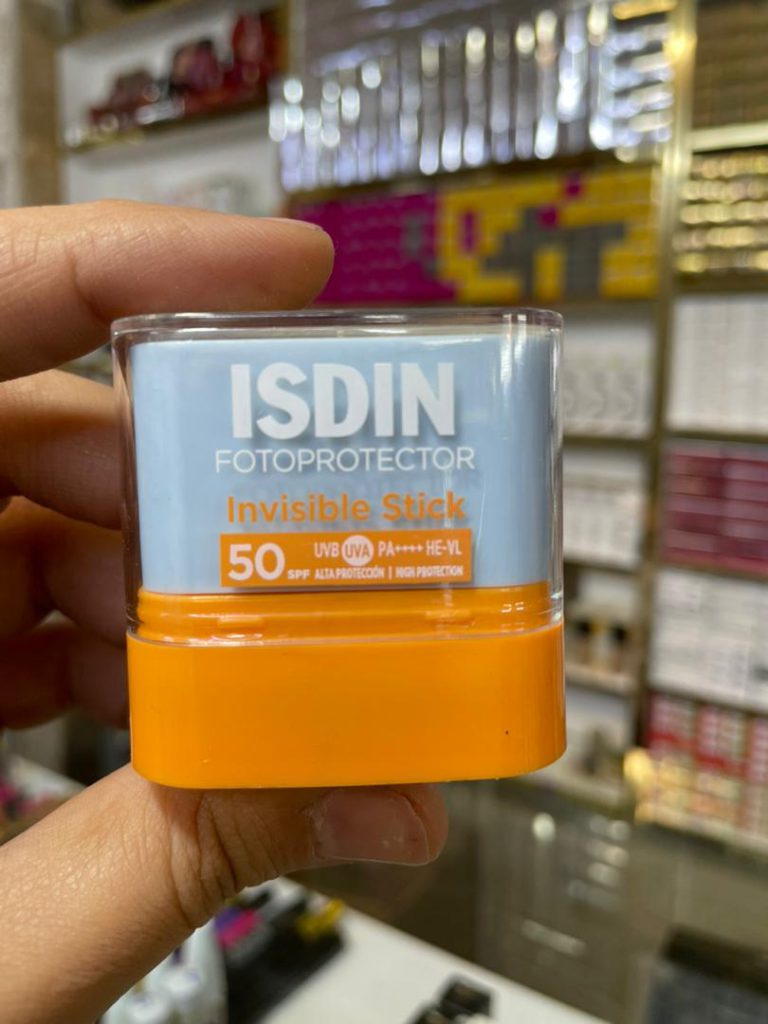 ISDIN
FOTOPROTECTOR
Invisible Stick
50 SPF
UVB UVA PA++++ HE-VL
ALTA PROTECCIÓN | HIGH PROTECTION